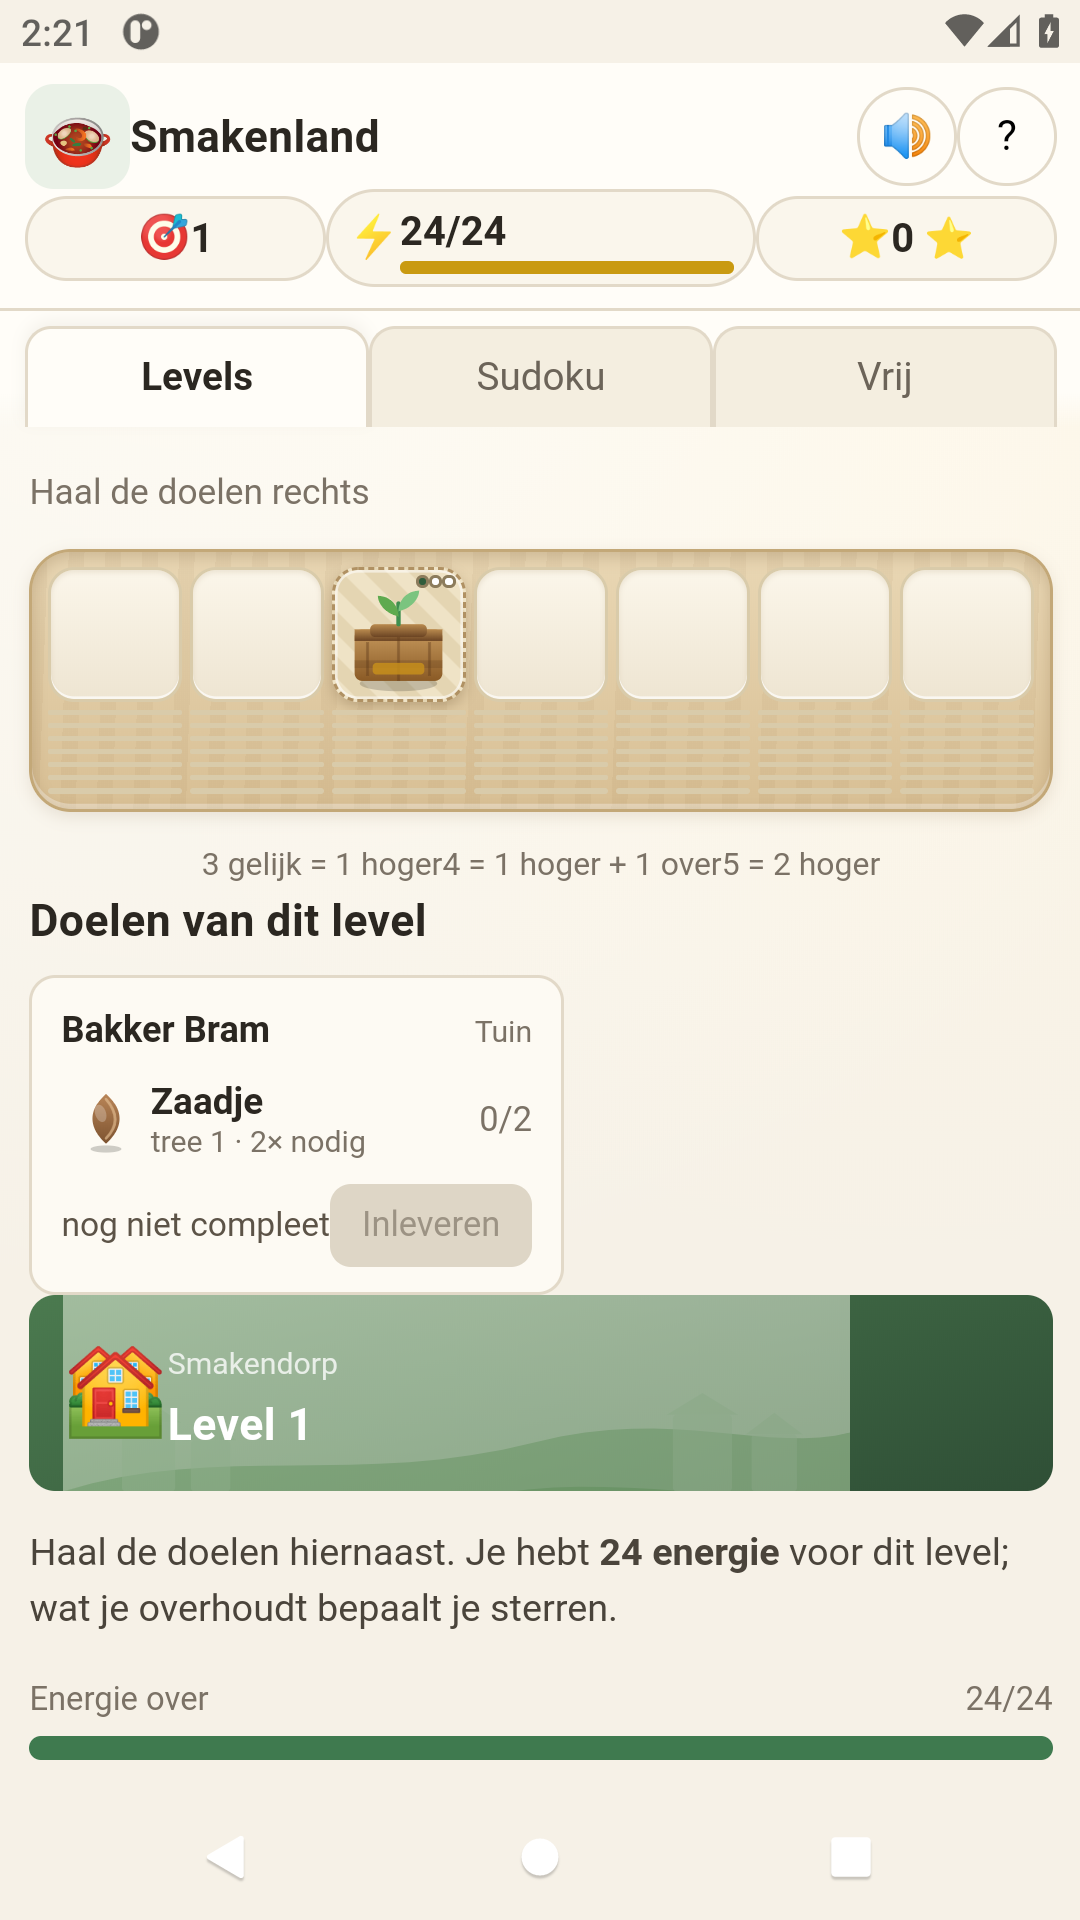 2:21
Smakenland
?
1
24/24
0
Levels
Sudoku
Vrij
Haal de doelen rechts
3 gelijk = 1 hoger4 = 1 hoger + 1 over5 = 2 hoger
Doelen van dit level
Bakker Bram
Tuin
Zaadje
0/2
tree 1 · 2× nodig
nog niet compleet
Inleveren
Smakendorp
Level 1
Haal de doelen hiernaast. Je hebt 24 energie voor dit level;
wat je overhoudt bepaalt je sterren.
Energie over
24/24